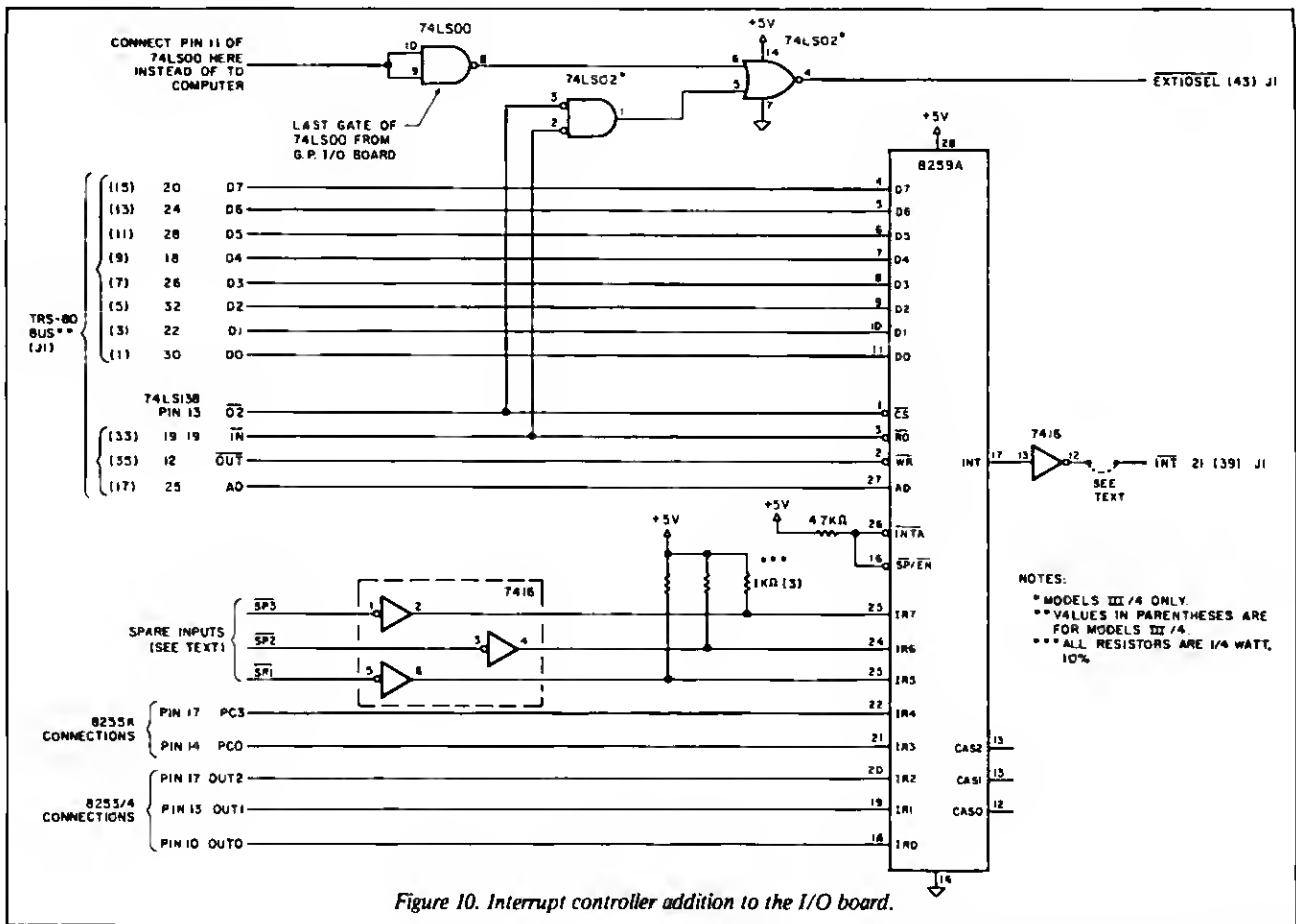 74LS00
CONNECT PIN 11 OF
74LS00 HERE
INSTEAD OF TO
COMPUTER
10
9
8
LAST GATE OF
74LS00 FROM
G.P. I/O BOARD
74LS02*
3
2
1
+5V
74LS02*
14
6
5
4
7
EXTIOSEL (43) J1
+5V
28
8259A
TRS-80
BUS**
(J1)
(15) 20 D7 4 D7
(13) 24 D6 5 D6
(11) 28 D5 6 D5
(9) 18 D4 7 D4
(7) 26 D3 8 D3
(5) 32 D2 9 D2
(3) 22 D1 10 D1
(1) 30 D0 11 D0
74LS138
PIN 13 O2 1 CS
(33) 19 19 IN 3 RD
OUT 2 WR
12
(17) 25 A0 27 A0
INT 17 13 7416 12 INT 21 (39) J1
SEE
TEXT
+5V
+5V
47KΩ
26 INTA
16 SP/EN
***
1KΩ (3)
7416
SPARE INPUTS
(SEE TEXT)
SP3 1 2 IR7
SP2 3 4 24 IR6
SP1 5 6 25 IR5
8255A
CONNECTIONS
PIN 17 PC3 22 IR4
PIN 14 PC0 21 IR3
8253/4
CONNECTIONS
PIN 17 OUT2 20 IR2
PIN 13 OUT1 19 IR1
PIN 10 OUT0 18 IR0
CAS2 13
CAS1 13
CAS0 12
NOTES:
* MODELS III/4 ONLY.
** VALUES IN PARENTHESES ARE
FOR MODELS III/4.
*** ALL RESISTORS ARE 1/4 WATT,
10%
Figure 10. Interrupt controller addition to the I/O board.